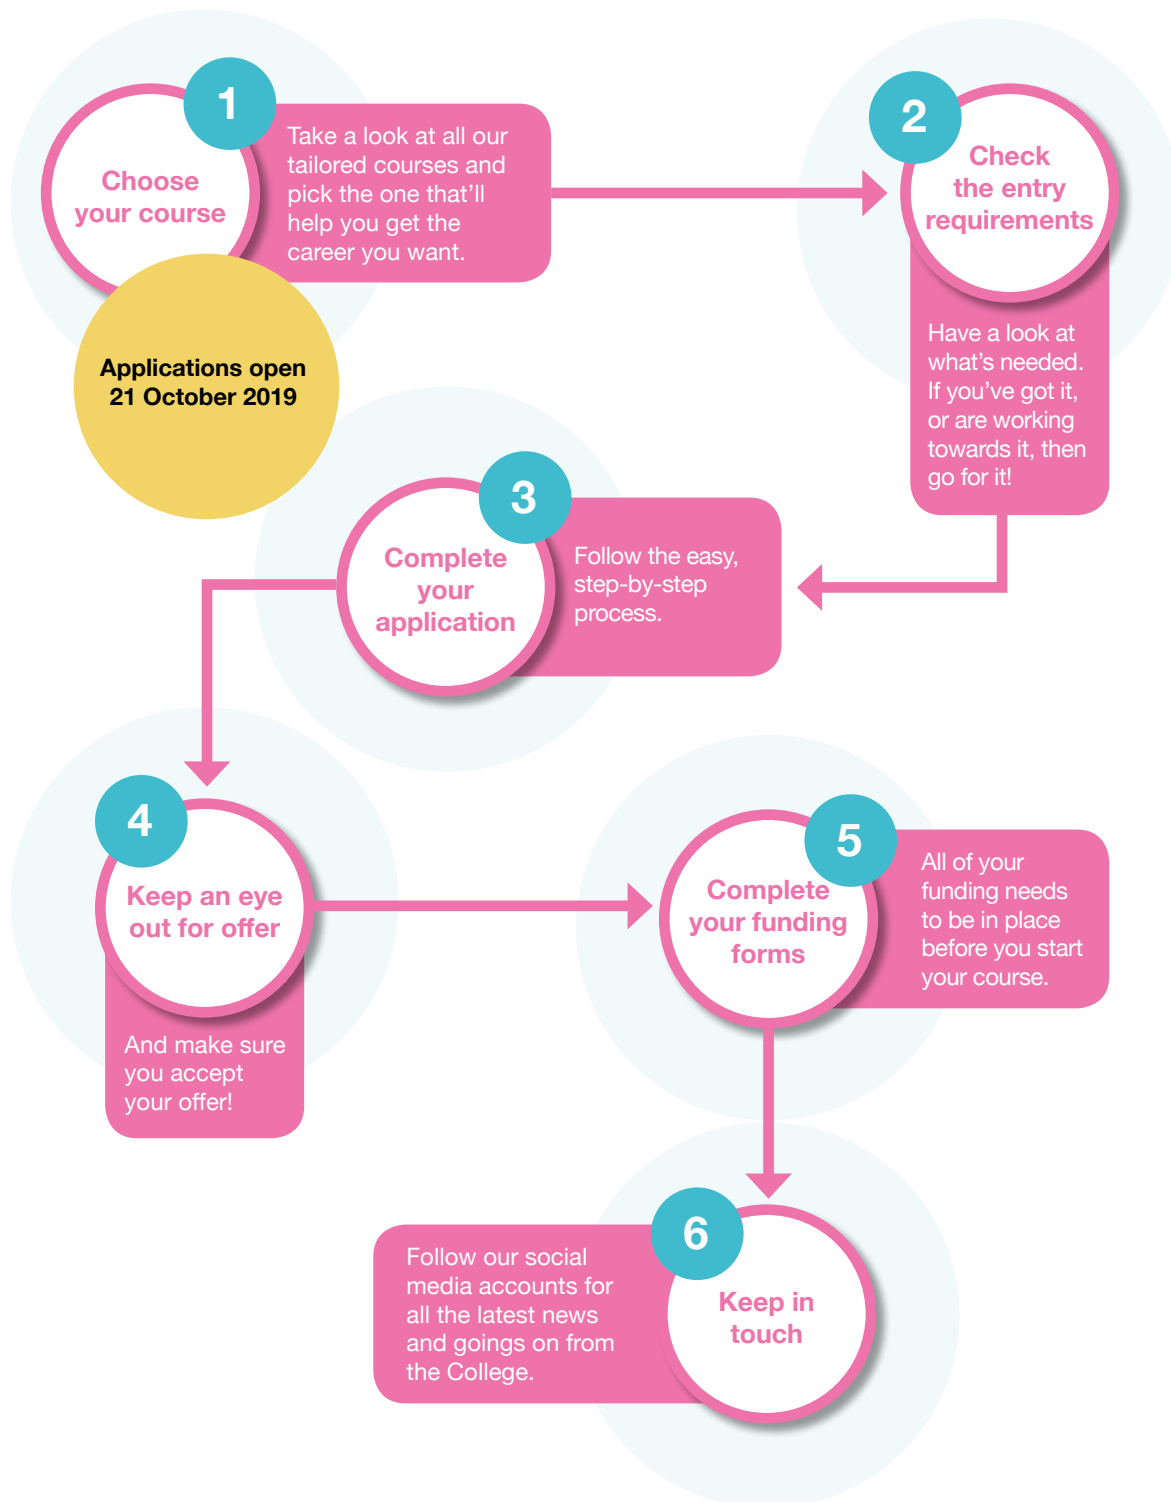 1
Choose
your course
Take a look at all our
tailored courses and
pick the one that’ll
help you get the
career you want.
Applications open
21 October 2019
2
Check
the entry
requirements
Have a look at
what’s needed.
If you’ve got it,
or are working
towards it, then
go for it!
3
Complete
your
application
Follow the easy,
step-by-step
process.
4
Keep an eye
out for offer
And make sure
you accept
your offer!
5
Complete
your funding
forms
All of your
funding needs
to be in place
before you start
your course.
6
Keep in
touch
Follow our social
media accounts for
all the latest news
and goings on from
the College.